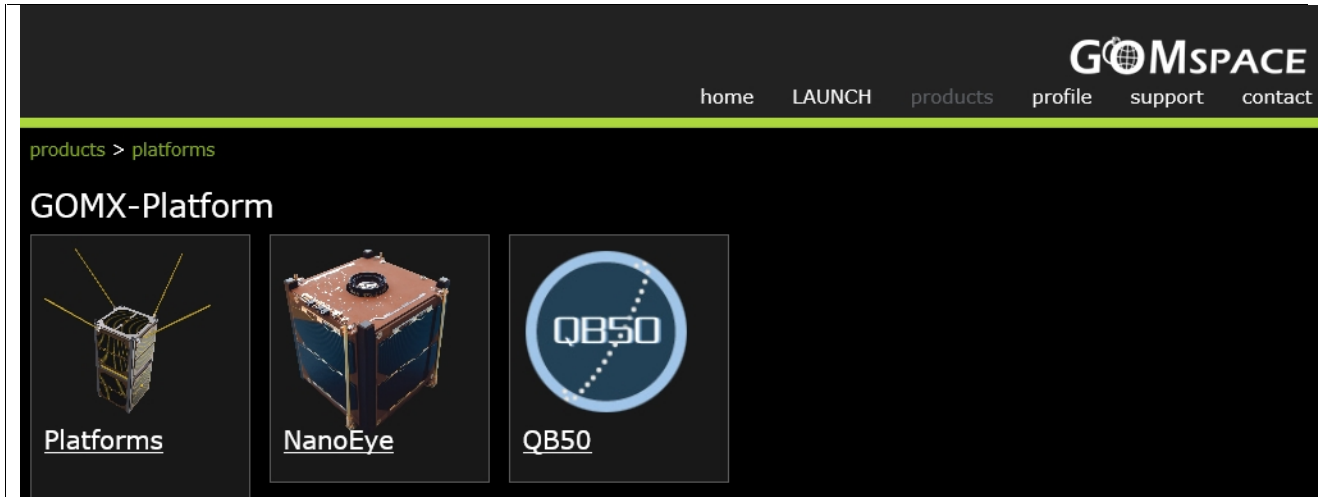 GOMSPACE
home LAUNCH products profile support contact
products > platforms
GOMX-Platform
QB50
Platforms NanoEye QB50